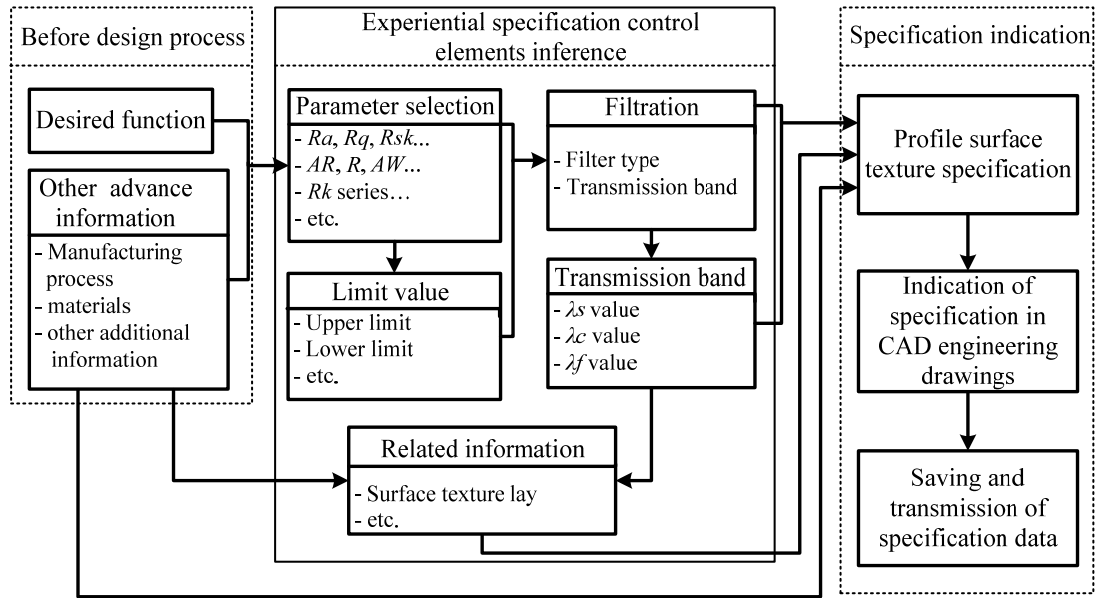 Before design process
Desired function
Other advance
information
- Manufacturing
process
- materials
- other additional
information
Experiential specification control
elements inference
Parameter selection
- Ra, Rq, Rsk...
- AR, R, AW...
- Rk series…
- etc.
Limit value
- Upper limit
- Lower limit
- etc.
Filtration
- Filter type
- Transmission band
Transmission band
- λs value
- λc value
- λf value
Related information
- Surface texture lay
- etc.
Specification indication
Profile surface
texture specification
Indication of
specification in
CAD engineering
drawings
Saving and
transmission of
specification data